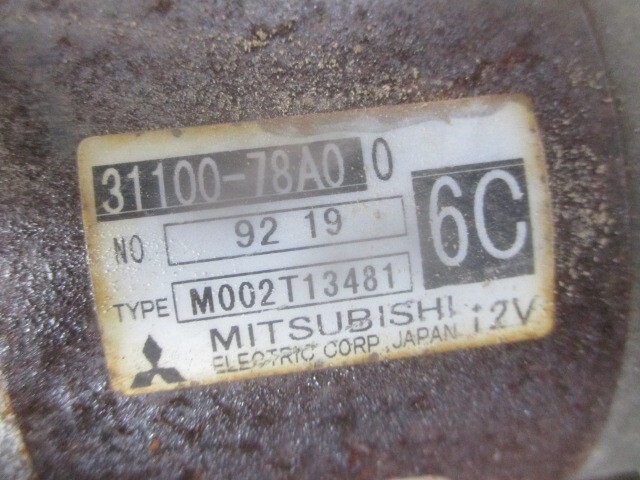 31100-78A0 0
6C
NO 92 19
TYPE M002T13481
MITSUBISHI 12V
ELECTRIC CORP. JAPAN